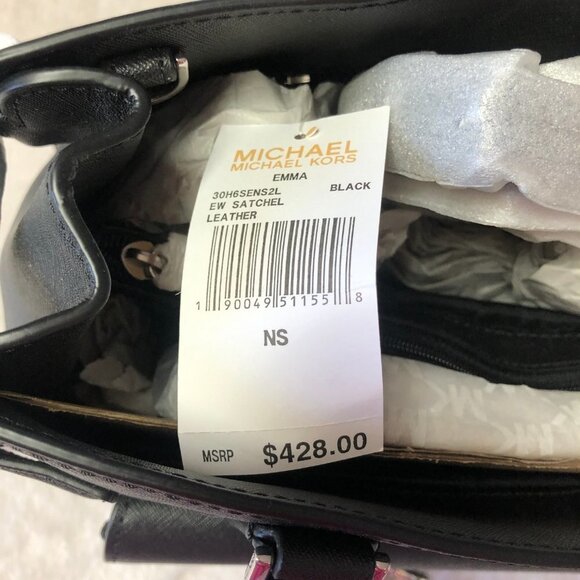 MICHAEL
MICHAEL KORS
EMMA
30H6SENS2L BLACK
EW SATCHEL
LEATHER
1 90049 51155 8
NS
MSRP $428.00